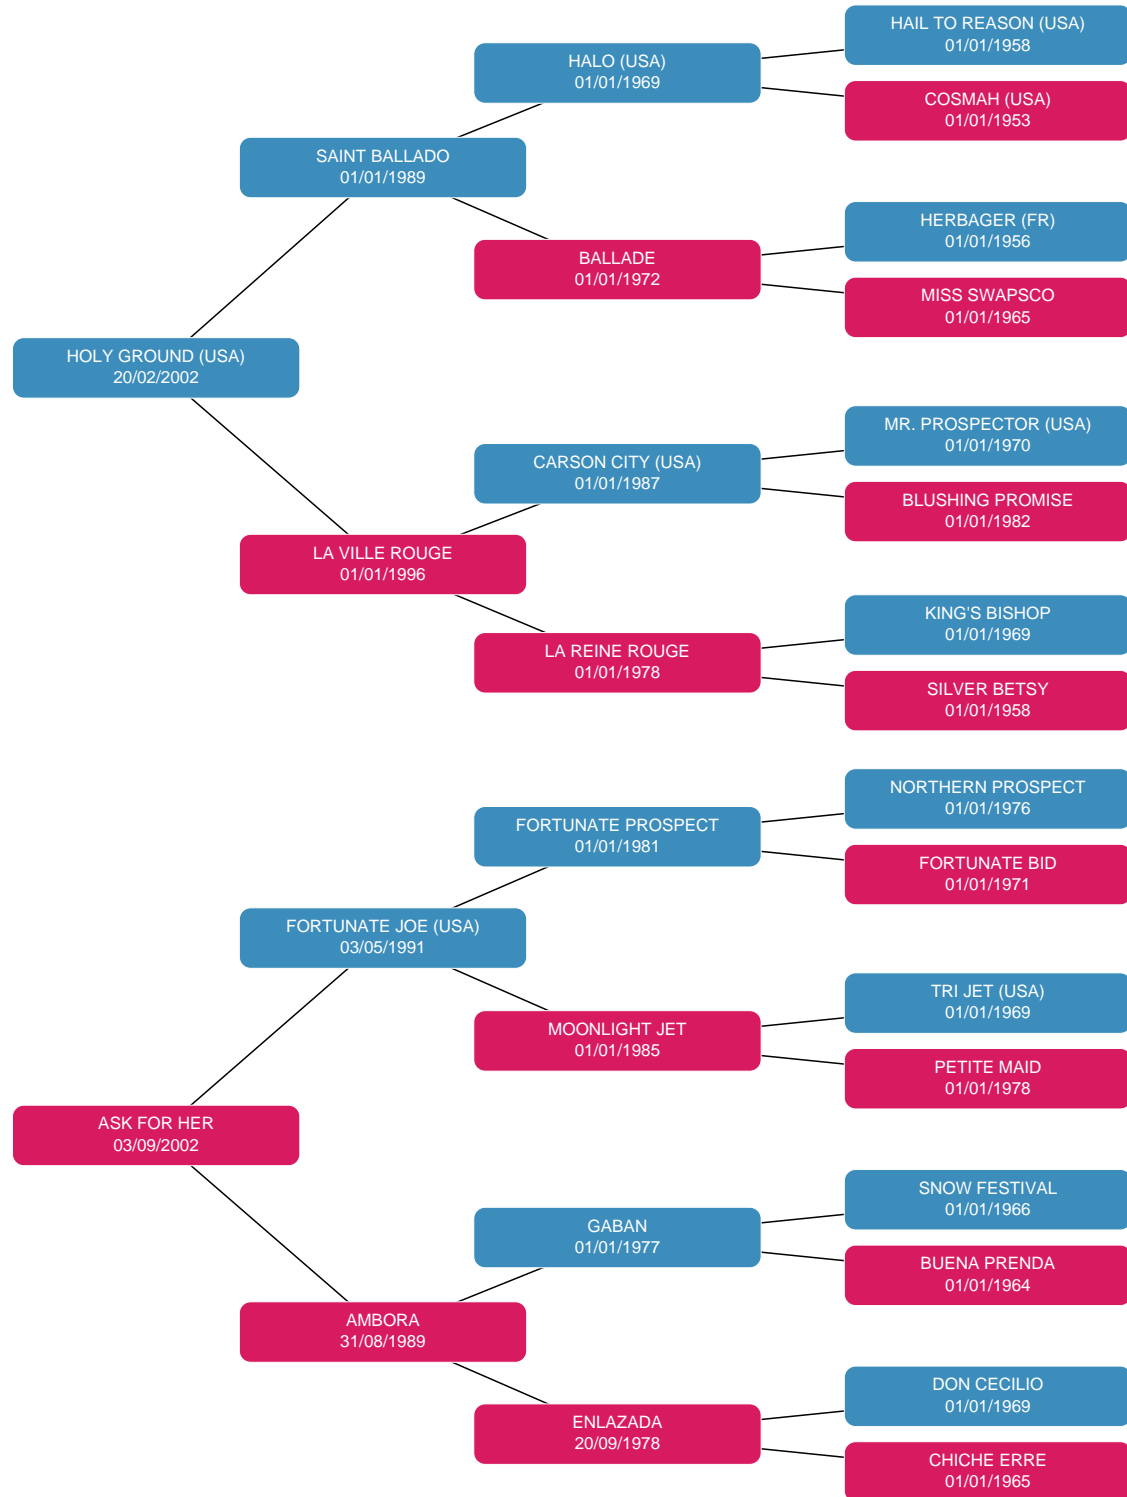 HAIL TO REASON (USA)
01/01/1958
HALO (USA)
01/01/1969
COSMAH (USA)
01/01/1953
SAINT BALLADO
01/01/1989
HERBAGER (FR)
01/01/1956
BALLADE
01/01/1972
MISS SWAPSCO
01/01/1965
HOLY GROUND (USA)
20/02/2002
MR. PROSPECTOR (USA)
01/01/1970
CARSON CITY (USA)
01/01/1987
BLUSHING PROMISE
01/01/1982
LA VILLE ROUGE
01/01/1996
KING'S BISHOP
01/01/1969
LA REINE ROUGE
01/01/1978
SILVER BETSY
01/01/1958
NORTHERN PROSPECT
01/01/1976
FORTUNATE PROSPECT
01/01/1981
FORTUNATE BID
01/01/1971
FORTUNATE JOE (USA)
03/05/1991
TRI JET (USA)
01/01/1969
MOONLIGHT JET
01/01/1985
PETITE MAID
01/01/1978
ASK FOR HER
03/09/2002
SNOW FESTIVAL
01/01/1966
GABAN
01/01/1977
BUENA PRENDA
01/01/1964
AMBORA
31/08/1989
DON CECILIO
01/01/1969
ENLAZADA
20/09/1978
CHICHE ERRE
01/01/1965